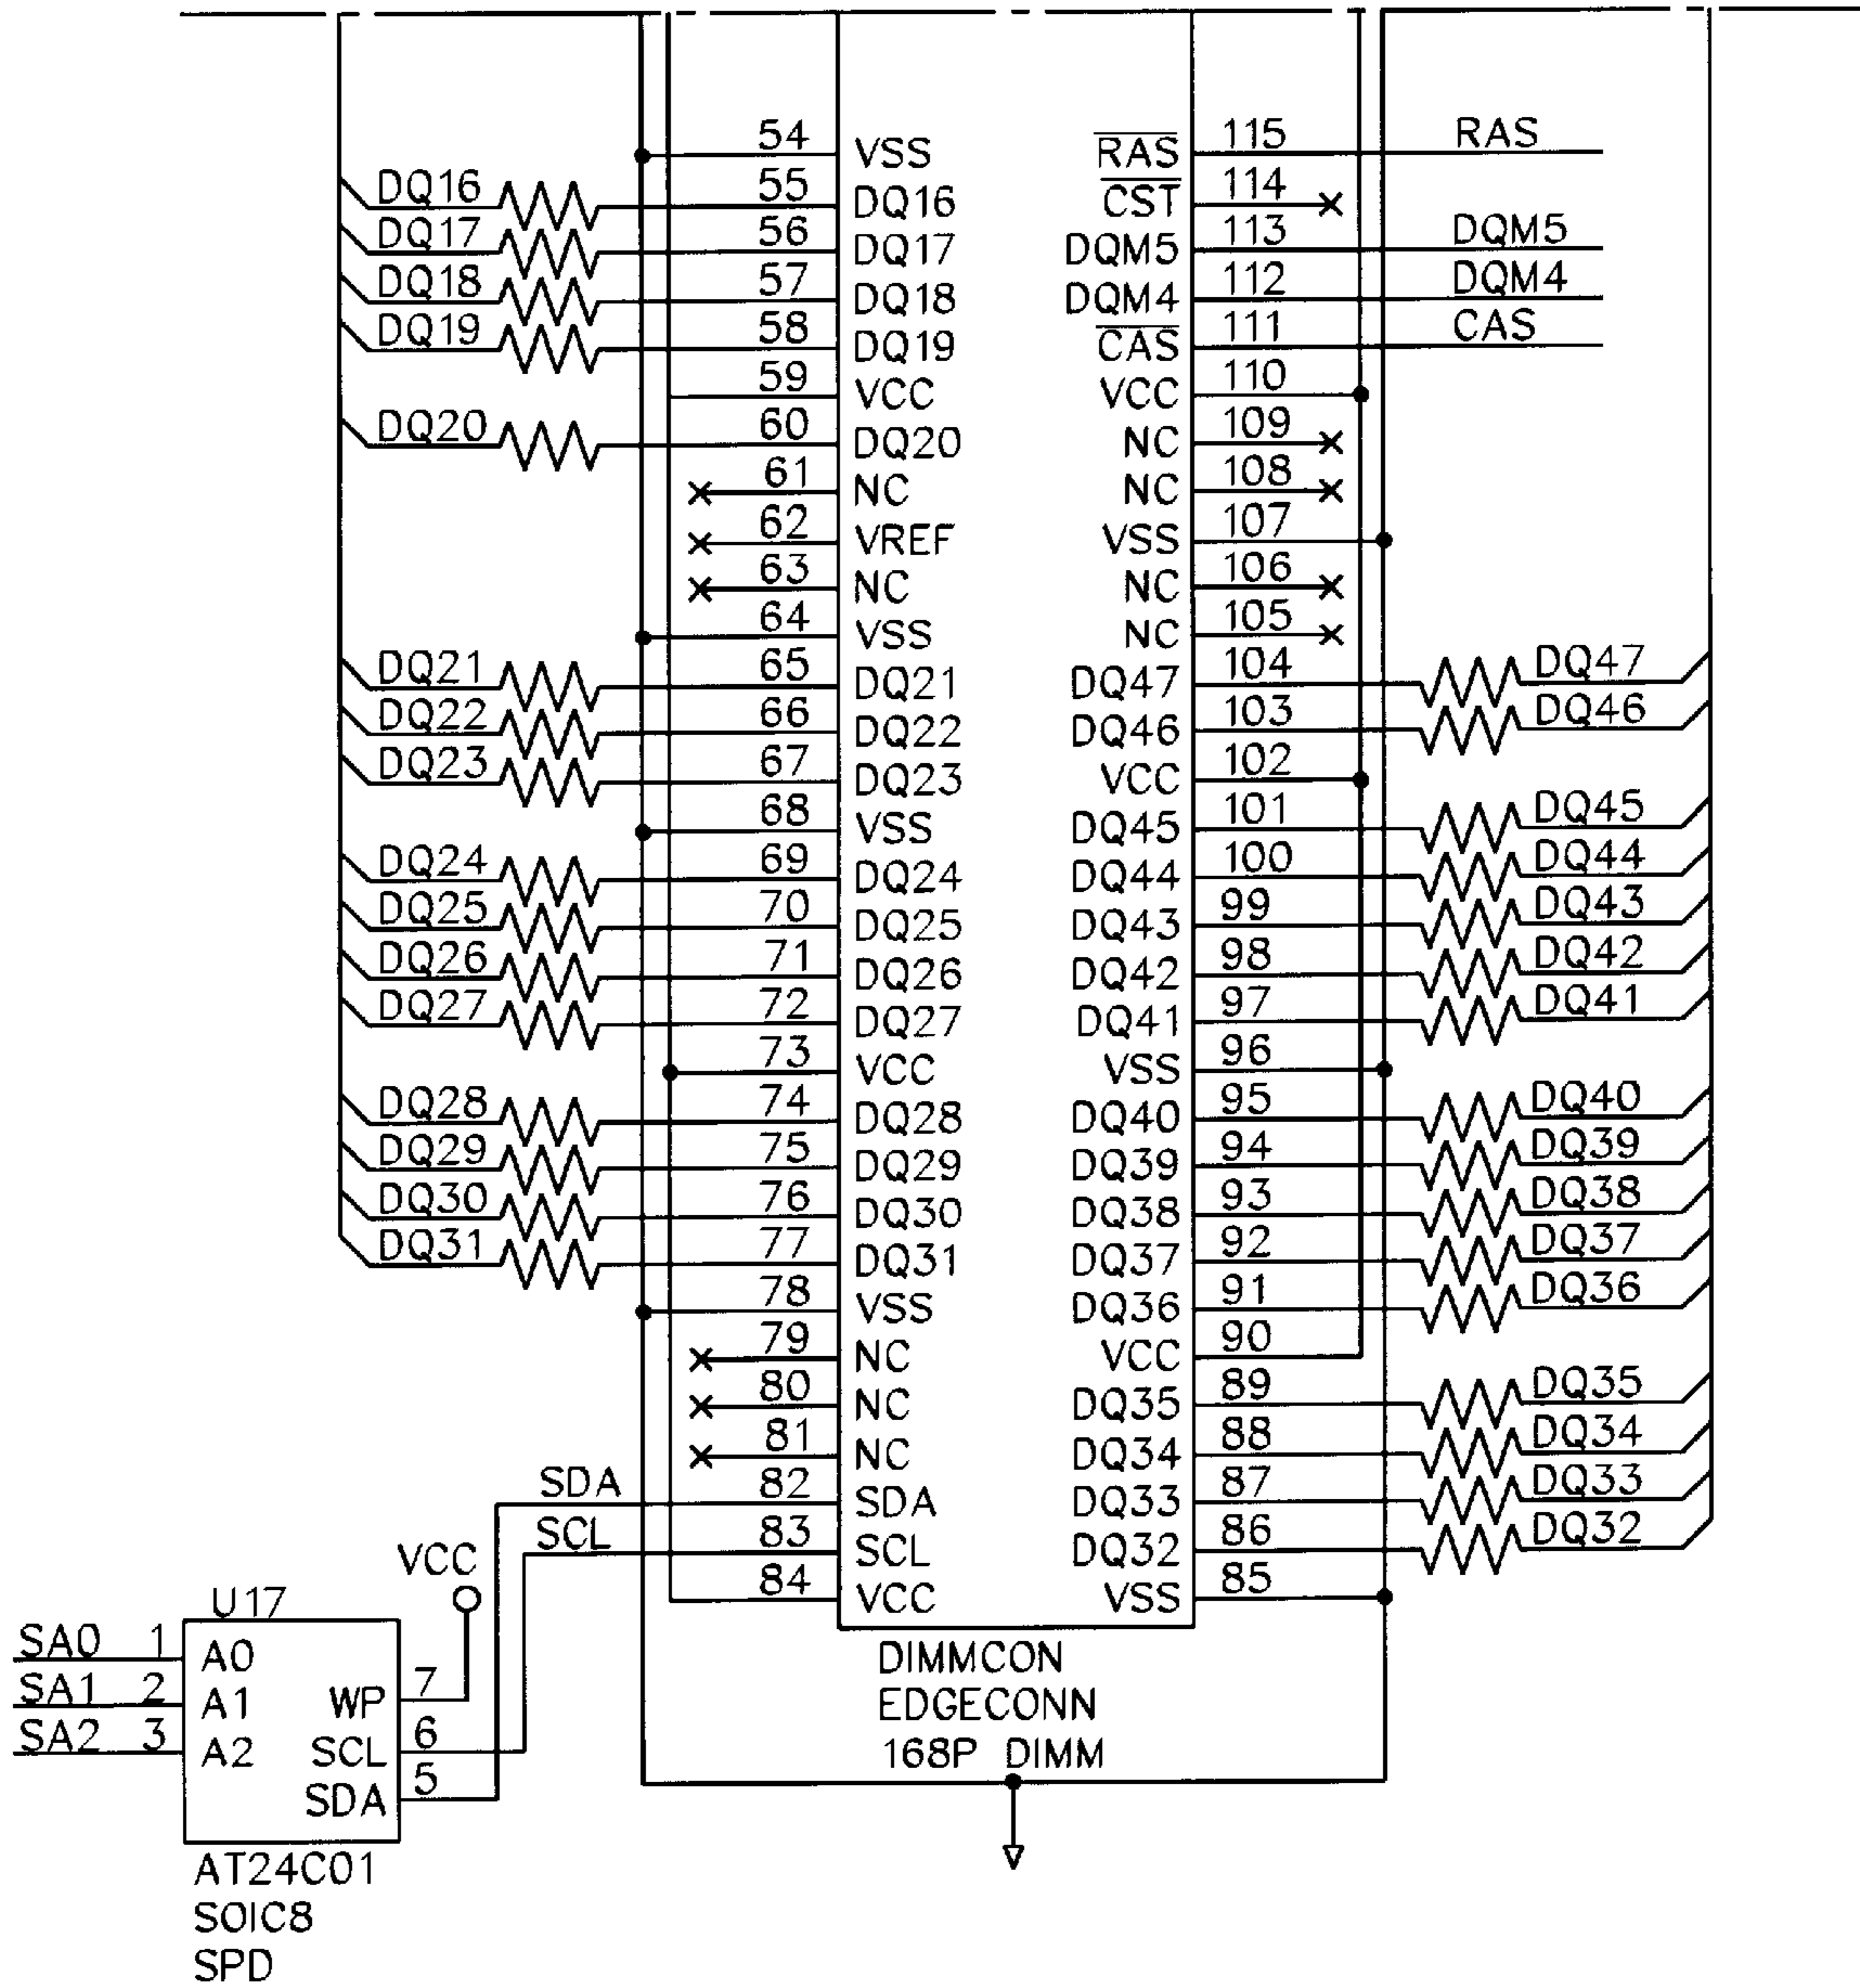 54 VSS RAS 115 RAS
DQ16 55 DQ16 CST 114
DQ17 56 DQ17 DQM5 113 DQM5
DQ18 57 DQ18 DQM4 112 DQM4
DQ19 58 DQ19 CAS 111 CAS
59 VCC VCC 110
DQ20 60 DQ20 NC 109
61 NC NC 108
62 VREF VSS 107
63 NC NC 106
64 VSS NC 105
DQ21 65 DQ21 DQ47 104 DQ47
DQ22 66 DQ22 DQ46 103 DQ46
DQ23 67 DQ23 VCC 102
68 VSS DQ45 101 DQ45
DQ24 69 DQ24 DQ44 100 DQ44
DQ25 70 DQ25 DQ43 99 DQ43
DQ26 71 DQ26 DQ42 98 DQ42
DQ27 72 DQ27 DQ41 97 DQ41
73 VCC VSS 96
DQ28 74 DQ28 DQ40 95 DQ40
DQ29 75 DQ29 DQ39 94 DQ39
DQ30 76 DQ30 DQ38 93 DQ38
DQ31 77 DQ31 DQ37 92 DQ37
78 VSS DQ36 91 DQ36
79 NC VCC 90
80 NC DQ35 89 DQ35
81 NC DQ34 88 DQ34
SDA 82 SDA DQ33 87 DQ33
SCL 83 SCL DQ32 86 DQ32
VCC
84 VCC VSS 85
U17
SA0 1 A0
SA1 2 A1 WP 7
SA2 3 A2 SCL 6
SDA 5
DIMMCON
EDGECONN
168P DIMM
AT24C01
SOIC8
SPD